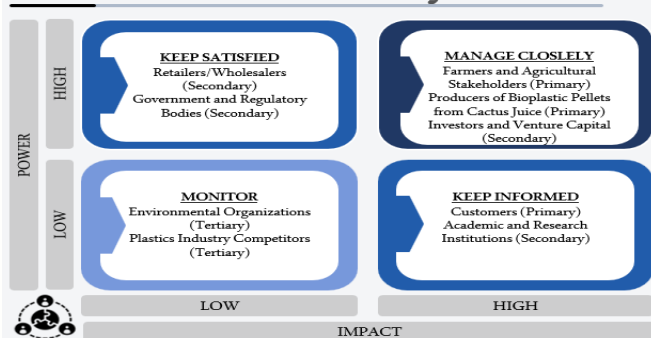 POWER
HIGH
KEEP SATISFIED
Retailers/Wholesalers
(Secondary)
Government and Regulatory
Bodies (Secondary)
MANAGE CLOSLELY
Farmers and Agricultural
Stakeholders (Primary)
Producers of Bioplastic Pellets
from Cactus Juice (Primary)
Investors and Venture Capital
(Secondary)
LOW
MONITOR
Environmental Organizations
(Tertiary)
Plastics Industry Competitors
(Tertiary)
KEEP INFORMED
Customers (Primary)
Academic and Research
Institutions (Secondary)
LOW
HIGH
IMPACT